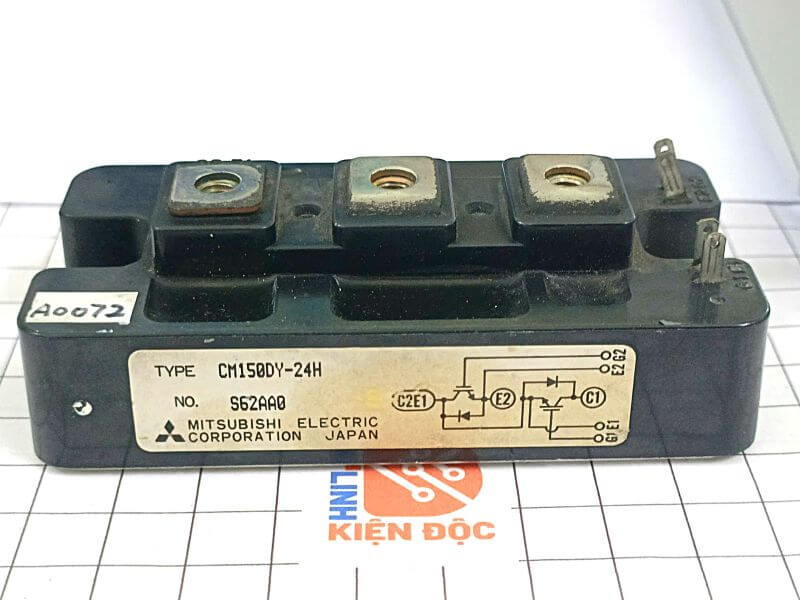 A0072
TYPE CM150DY-24H
NO. S62AA0
MITSUBISHI ELECTRIC
CORPORATION JAPAN
C2E1
E2
C1
G2
E2
E1
G1
LINH
KIỆN ĐỘC